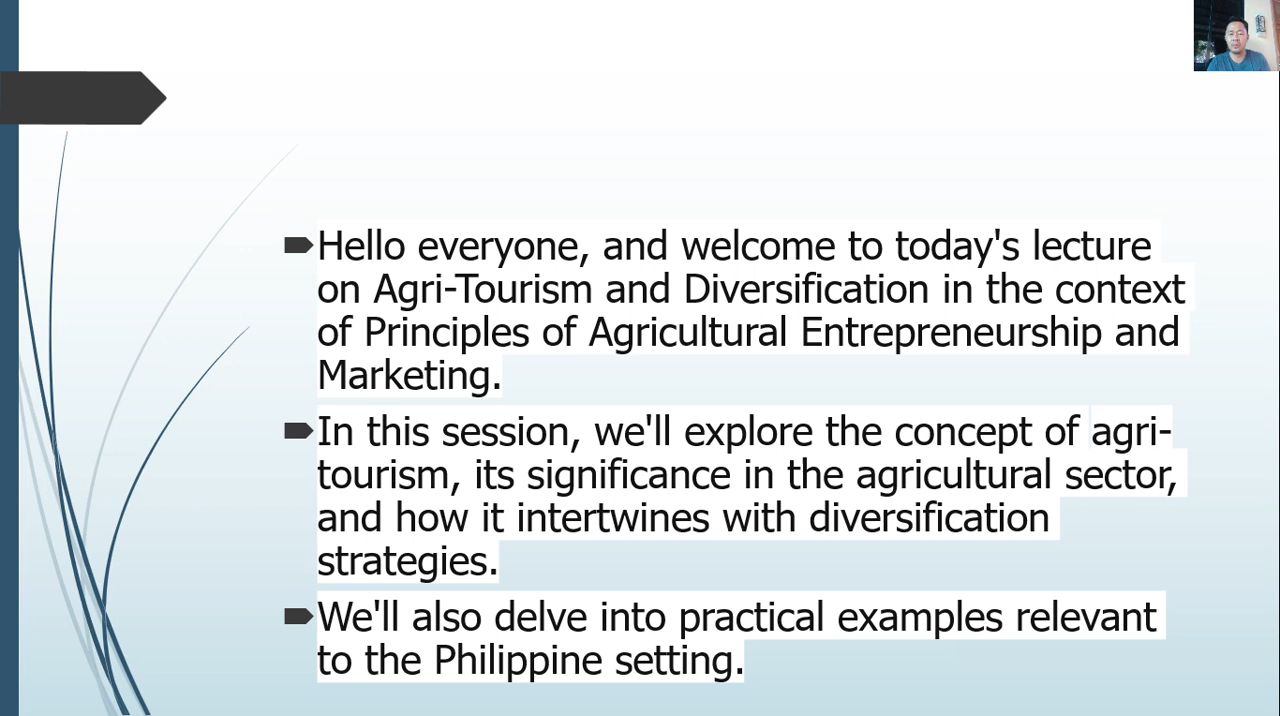 Hello everyone, and welcome to today's lecture
on Agri-Tourism and Diversification in the context
of Principles of Agricultural Entrepreneurship and
Marketing.
In this session, we'll explore the concept of agri-
tourism, its significance in the agricultural sector,
and how it intertwines with diversification
strategies.
We'll also delve into practical examples relevant
to the Philippine setting.